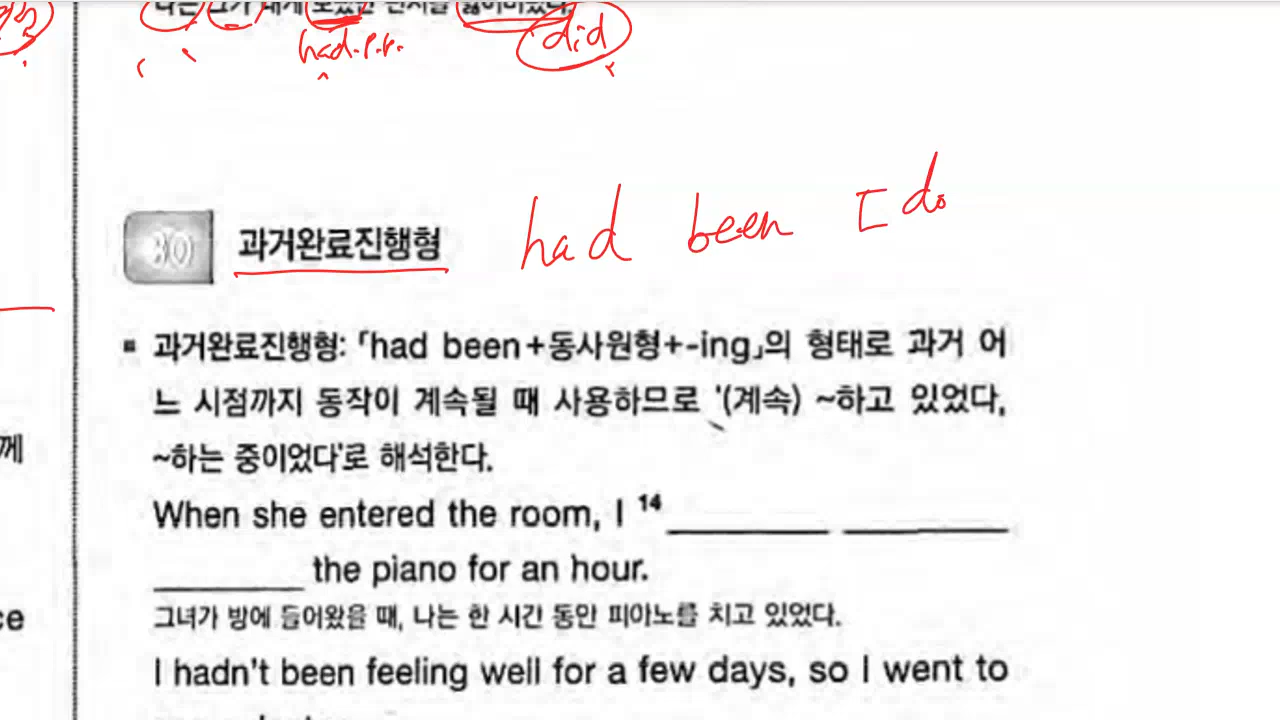 did
had.p.p.
30 과거완료진행형
had been [do
▪ 과거완료진행형: 「had been+동사원형+-ing」의 형태로 과거 어
느 시점까지 동작이 계속될 때 사용하므로 '(계속) ~하고 있었다,
~하는 중이었다'로 해석한다.
When she entered the room, I 14 ________ ________
________ the piano for an hour.
그녀가 방에 들어왔을 때, 나는 한 시간 동안 피아노를 치고 있었다.
I hadn't been feeling well for a few days, so I went to
께
ce